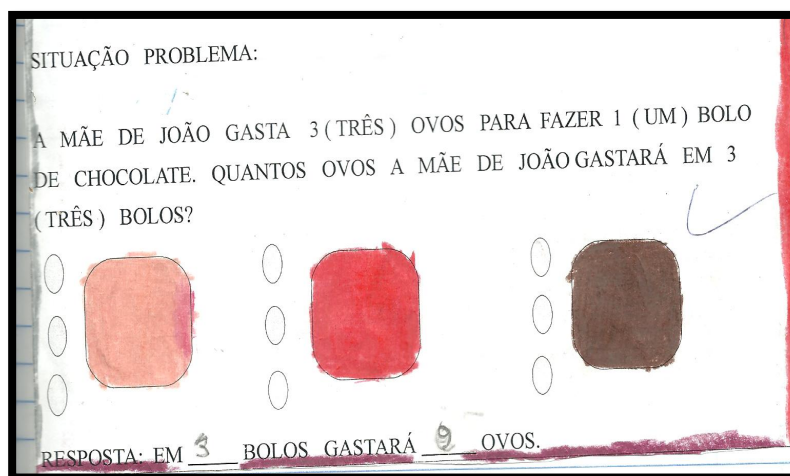 SITUAÇÃO PROBLEMA:
A MÃE DE JOÃO GASTA 3 (TRÊS) OVOS PARA FAZER 1 (UM) BOLO
DE CHOCOLATE. QUANTOS OVOS A MÃE DE JOÃO GASTARÁ EM 3
(TRÊS) BOLOS?
RESPOSTA: EM 3 BOLOS GASTARÁ 9 OVOS.